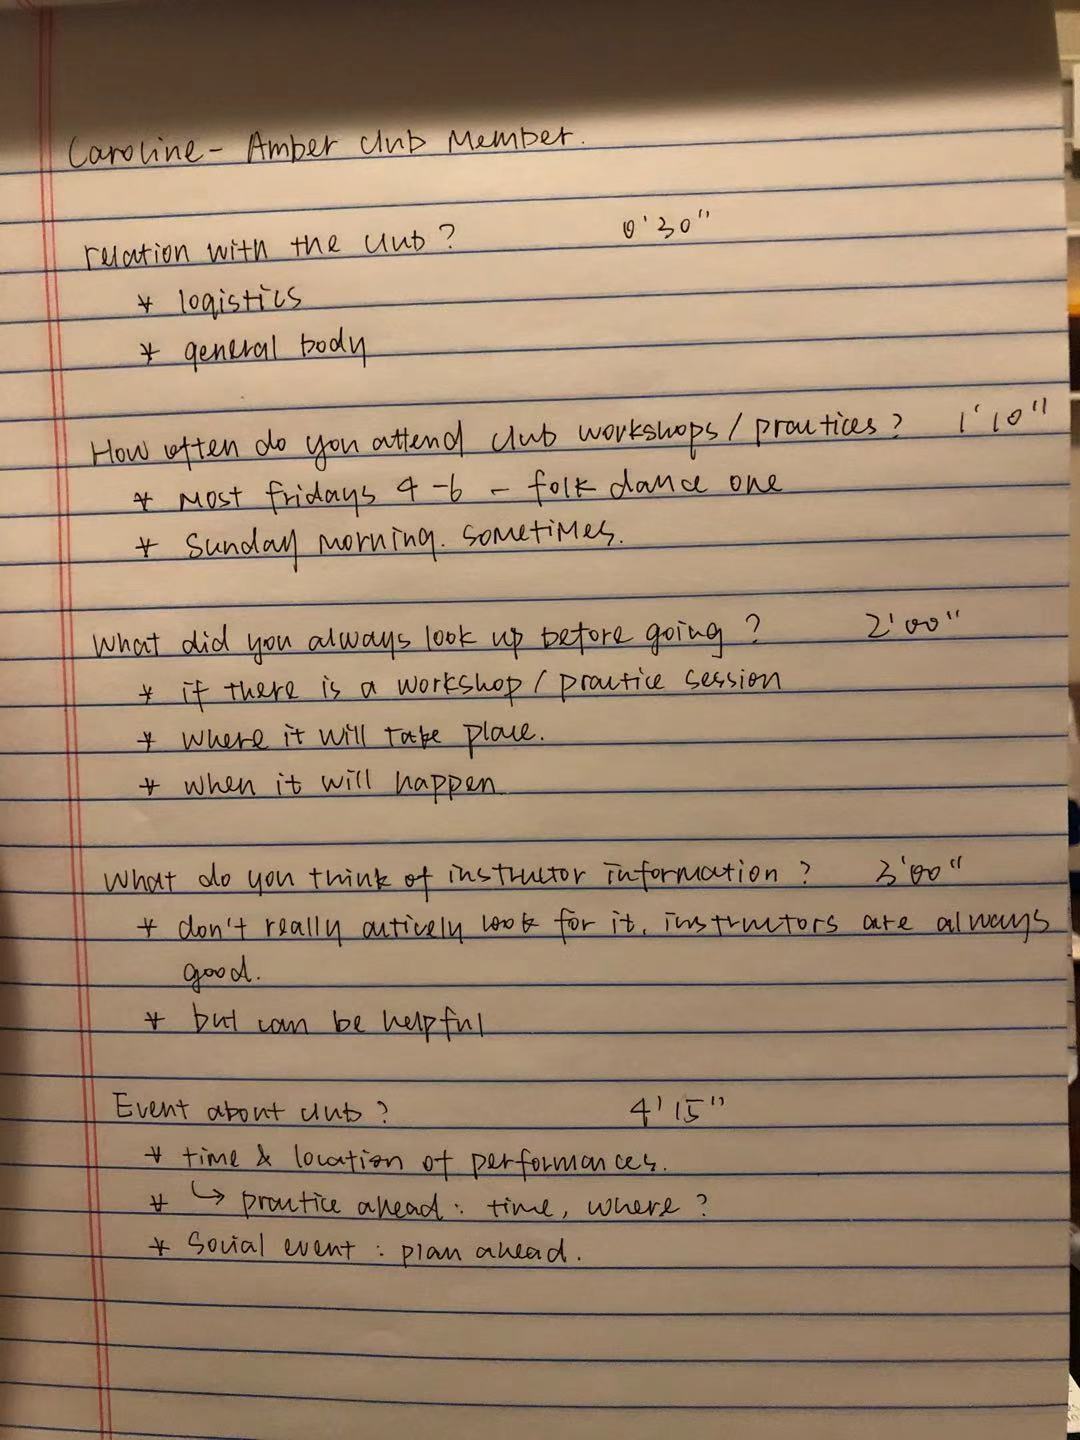 Caroline - Amber Club Member.
relation with the club? 0'30"
* logistics
* general body
How often do you attend club workshops/practices? 1'10"
* Most fridays 4-6 - folk dance one
* Sunday morning. sometimes.
What did you always look up before going? 2'00"
* if there is a workshop/practice session
* where it will take place.
* when it will happen
What do you think of instructor information? 3'00"
* don't really actively look for it. instructors are always
good.
* but can be helpful
Event about club? 4'15"
* time & location of performances.
* ↳ practice ahead: time, where?
* Social event: plan ahead.